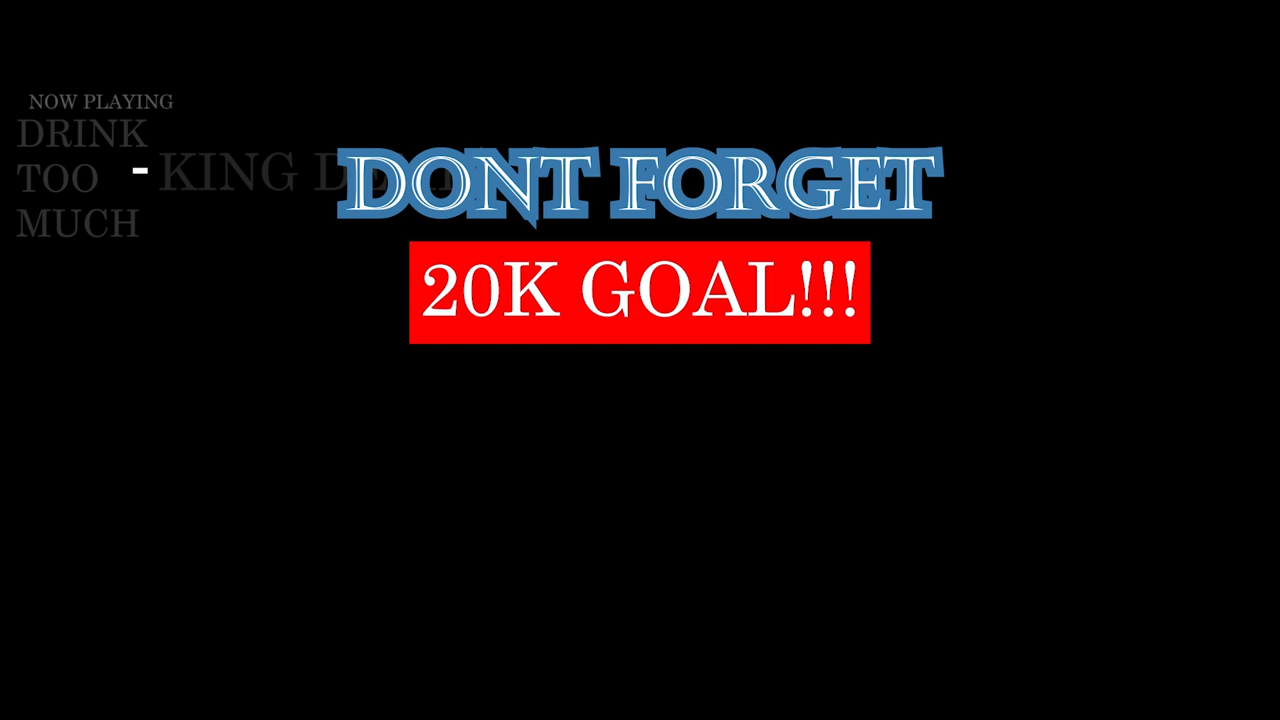 NOW PLAYING
DRINK
TOO
MUCH
- KING
DONT FORGET
20K GOAL!!!